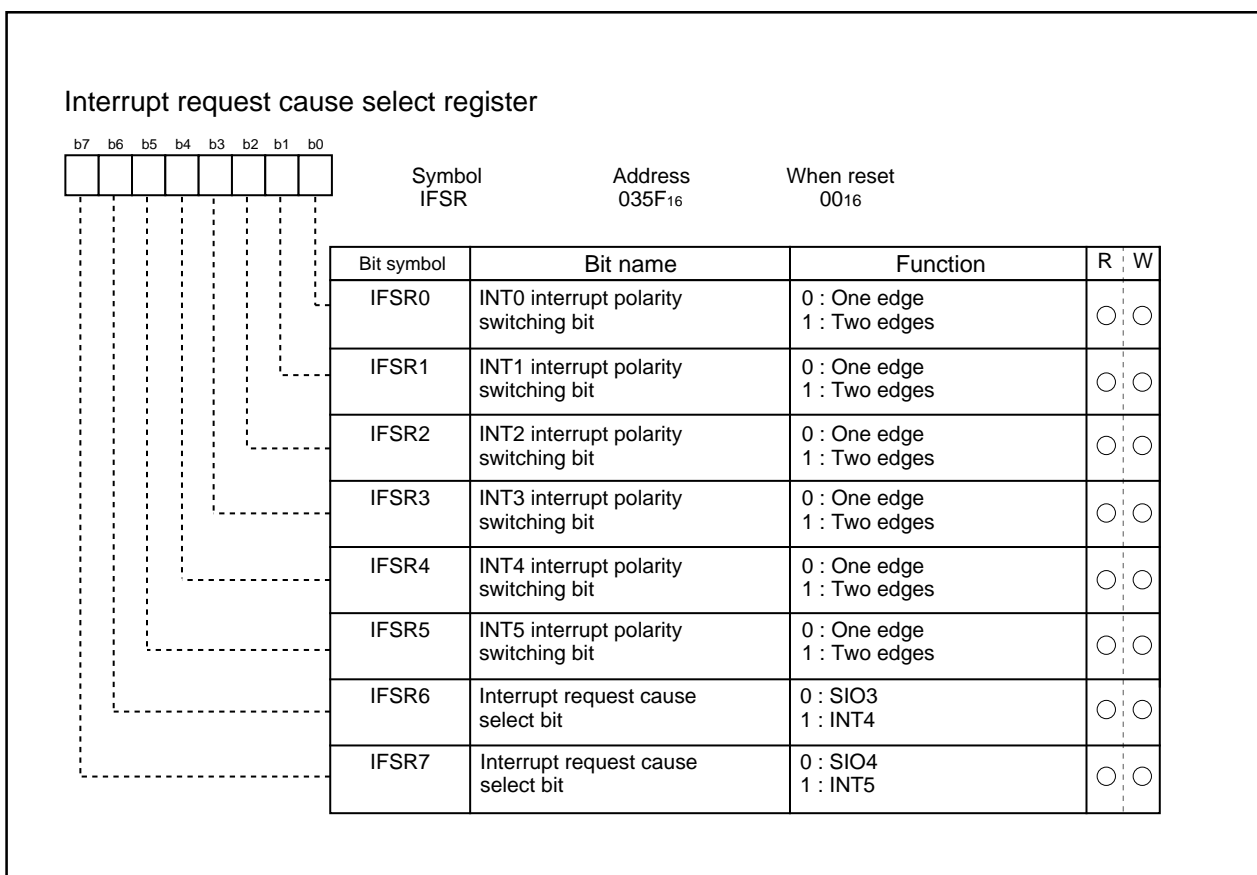 Interrupt request cause select register
b7 b6 b5 b4 b3 b2 b1 b0
Symbol Address When reset
IFSR 035F16 0016
Bit symbol Bit name Function R W
IFSR0 INT0 interrupt polarity 0 : One edge
switching bit 1 : Two edges
IFSR1 INT1 interrupt polarity 0 : One edge
switching bit 1 : Two edges
IFSR2 INT2 interrupt polarity 0 : One edge
switching bit 1 : Two edges
IFSR3 INT3 interrupt polarity 0 : One edge
switching bit 1 : Two edges
IFSR4 INT4 interrupt polarity 0 : One edge
switching bit 1 : Two edges
IFSR5 INT5 interrupt polarity 0 : One edge
switching bit 1 : Two edges
IFSR6 Interrupt request cause 0 : SIO3
select bit 1 : INT4
IFSR7 Interrupt request cause 0 : SIO4
select bit 1 : INT5